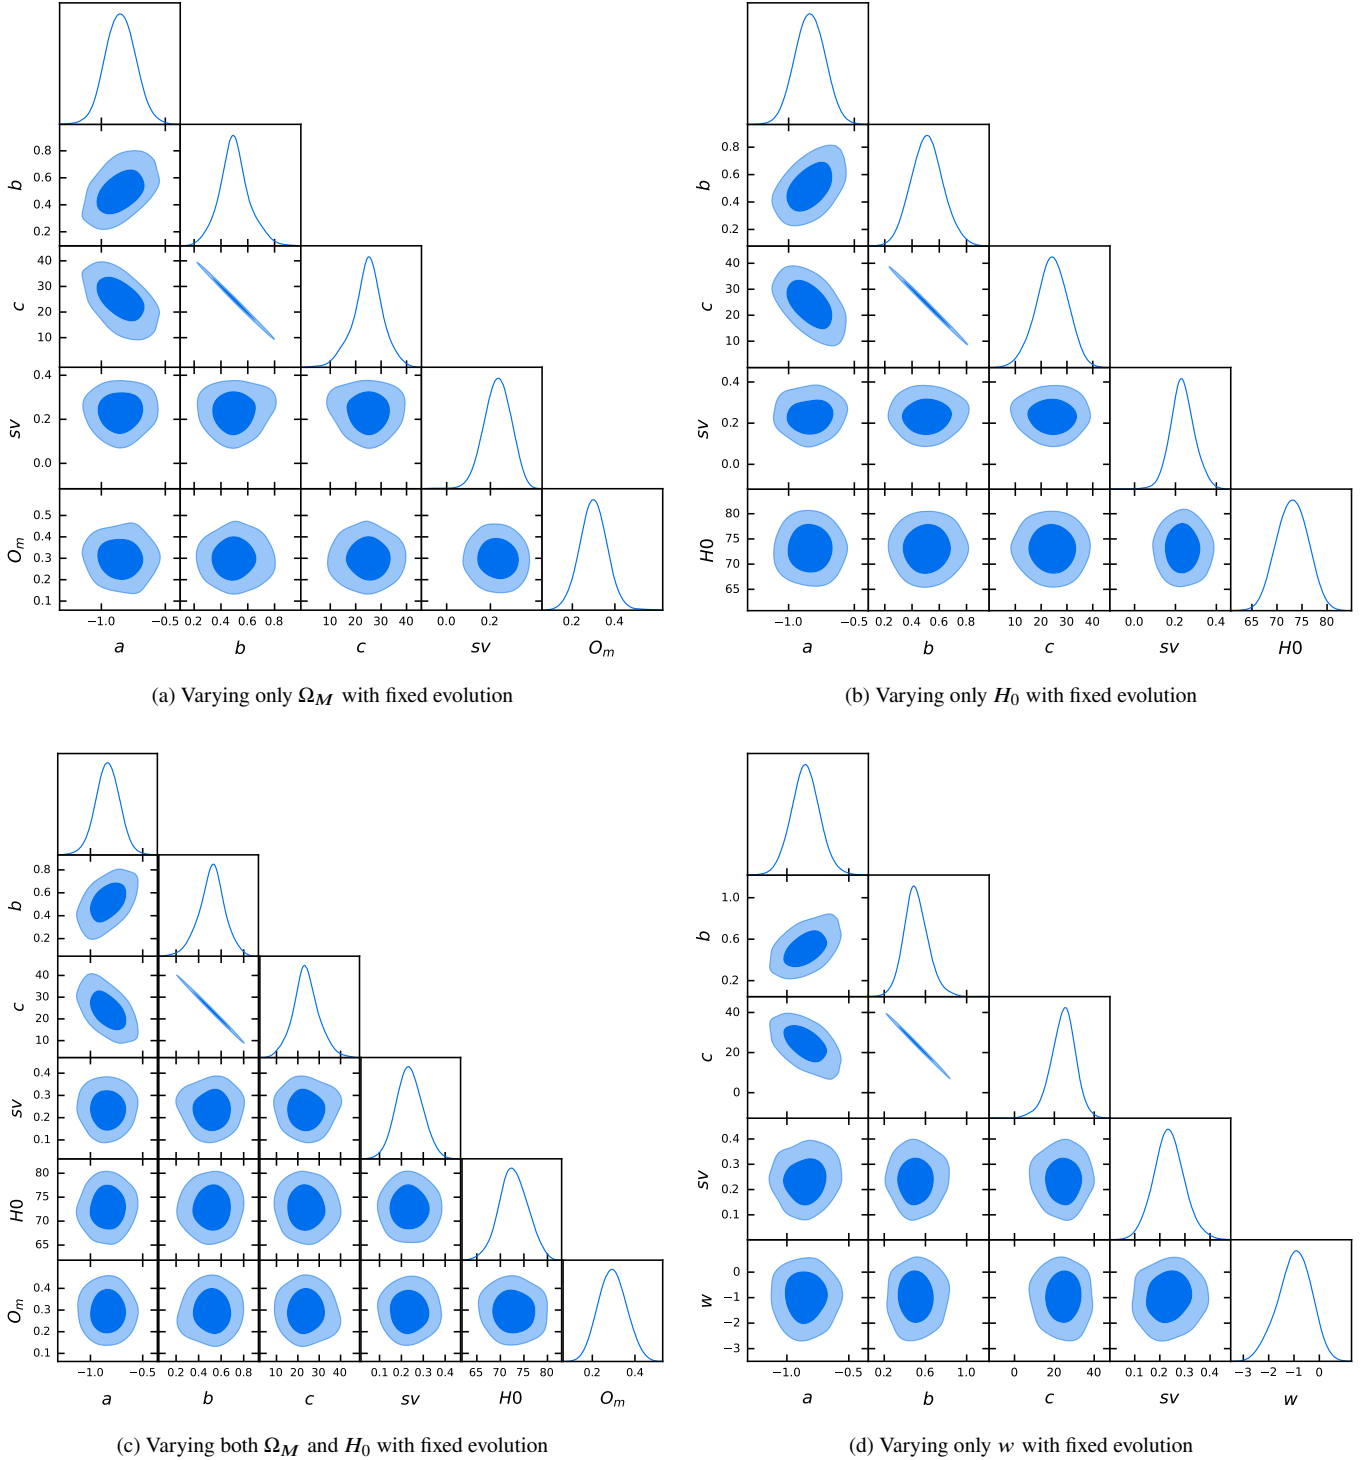 b
0.8
0.6
0.4
0.2
c
40
30
20
10
sv
0.4
0.2
0.0
O_m
0.5
0.4
0.3
0.2
0.1
−1.0 −0.5 0.2 0.4 0.6 0.8 10 20 30 40 0.0 0.2 0.2 0.4
a b c sv O_m
(a) Varying only Ω_M with fixed evolution
b
0.8
0.6
0.4
0.2
c
40
30
20
10
sv
0.4
0.2
0.0
H0
80
75
70
65
−1.0 −0.5 0.2 0.4 0.6 0.8 10 20 30 40 0.0 0.2 0.4 65 70 75 80
a b c sv H0
(b) Varying only H_0 with fixed evolution
b
0.8
0.6
0.4
0.2
c
40
30
20
10
sv
0.4
0.3
0.2
0.1
H0
80
75
70
65
O_m
0.4
0.3
0.2
0.1
−1.0 −0.5 0.2 0.4 0.6 0.8 10 20 30 40 0.1 0.2 0.3 0.4 65 70 75 80 0.2 0.4
a b c sv H0 O_m
(c) Varying both Ω_M and H_0 with fixed evolution
b
1.0
0.6
0.2
c
40
20
0
sv
0.4
0.3
0.2
0.1
w
0
−1
−2
−3
−1.0 −0.5 0.2 0.6 1.0 0 20 40 0.1 0.2 0.3 0.4 −3 −2 −1 0
a b c sv w
(d) Varying only w with fixed evolution